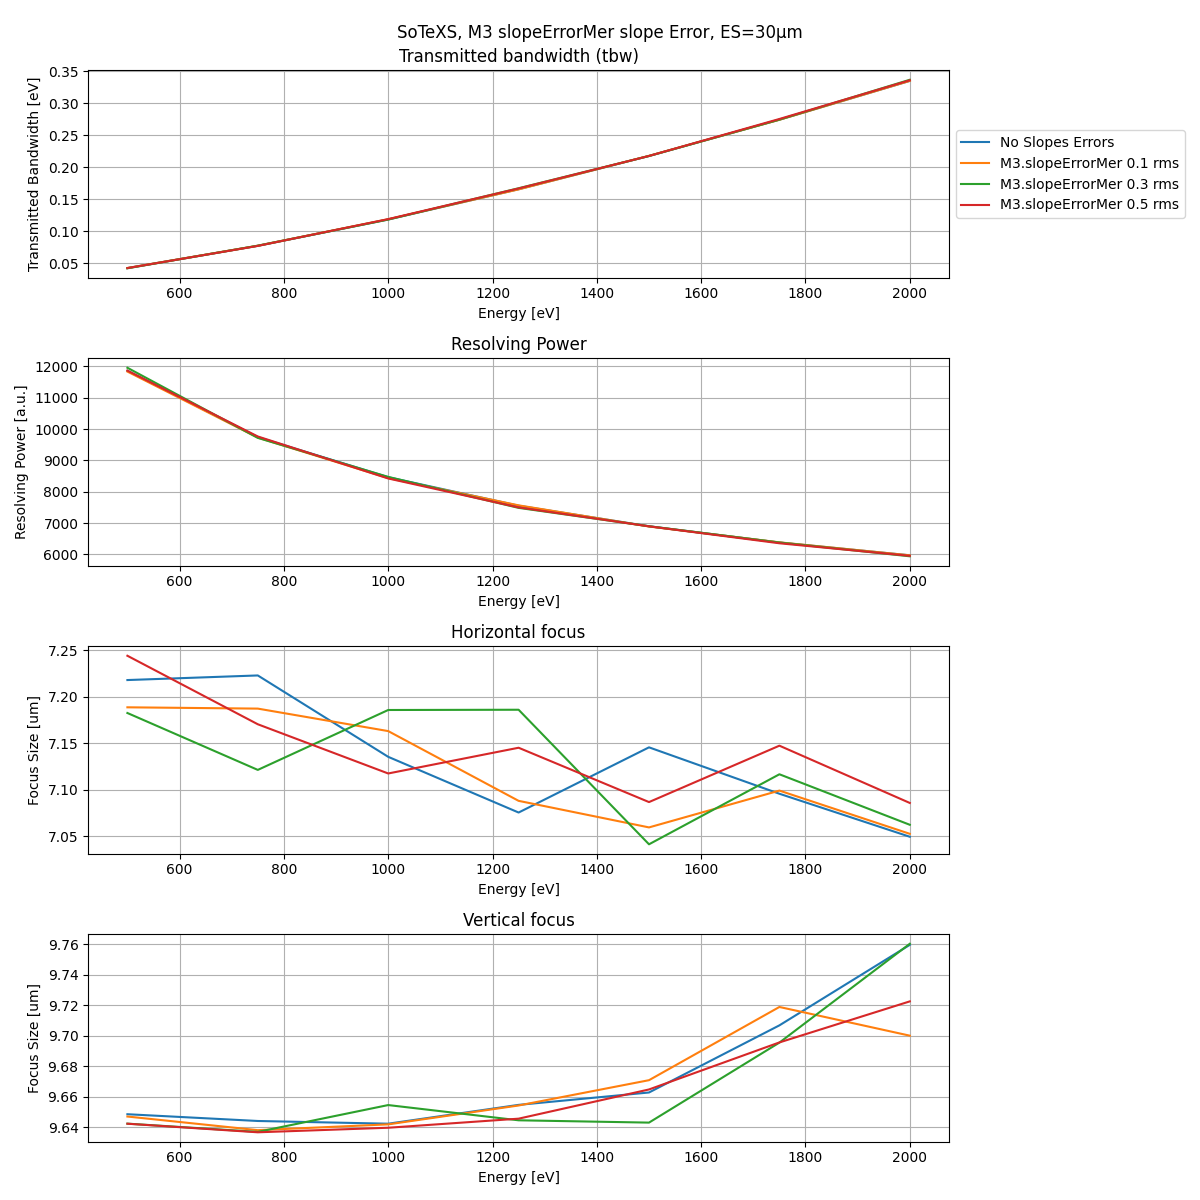 SoTeXS, M3 slopeErrorMer slope Error, ES=30μm
Transmitted bandwidth (tbw)
Transmitted Bandwidth [eV]
0.35
0.30
0.25
0.20
0.15
0.10
0.05
600 800 1000 1200 1400 1600 1800 2000
Energy [eV]
No Slopes Errors
M3.slopeErrorMer 0.1 rms
M3.slopeErrorMer 0.3 rms
M3.slopeErrorMer 0.5 rms
Resolving Power
Resolving Power [a.u.]
12000
11000
10000
9000
8000
7000
6000
600 800 1000 1200 1400 1600 1800 2000
Energy [eV]
Horizontal focus
Focus Size [um]
7.25
7.20
7.15
7.10
7.05
600 800 1000 1200 1400 1600 1800 2000
Energy [eV]
Vertical focus
Focus Size [um]
9.76
9.74
9.72
9.70
9.68
9.66
9.64
600 800 1000 1200 1400 1600 1800 2000
Energy [eV]